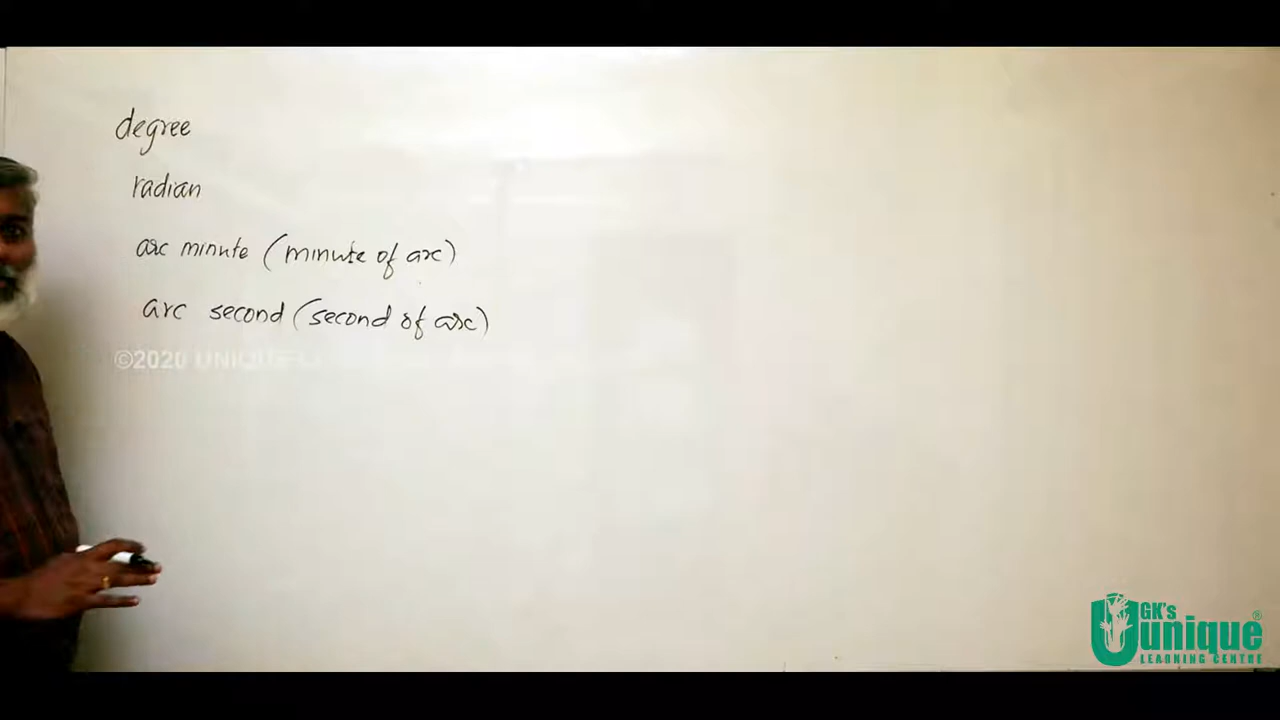 degree
radian
arc minute (minute of arc)
arc second (second of arc)
©2020 UNIQUE
GK's
unique®
LEARNING CENTRE